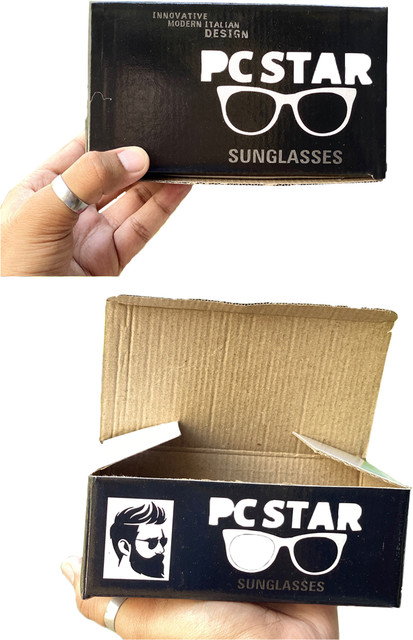 INNOVATIVE
MODERN ITALIAN
DESIGN
PC STAR
SUNGLASSES
PC STAR
SUNGLASSES